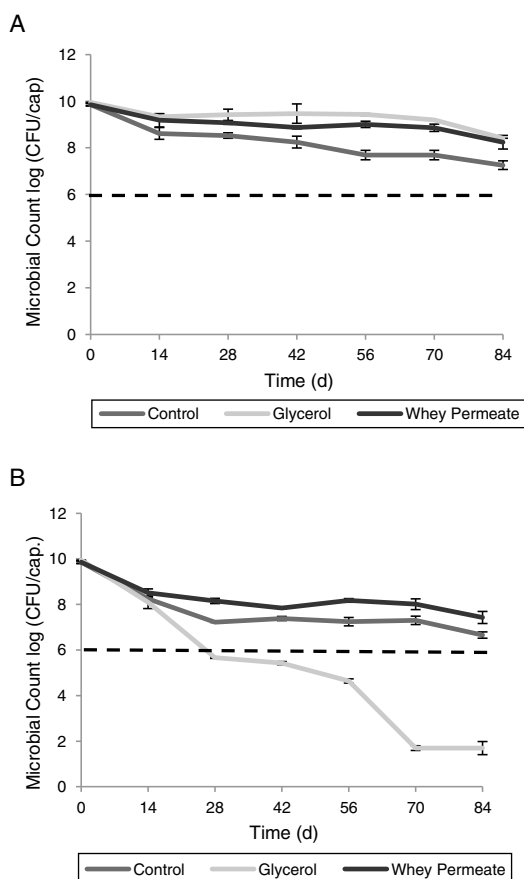 A
Microbial Count log (CFU/cap)
12
10
8
6
4
2
0
0 14 28 42 56 70 84
Time (d)
Control Glycerol Whey Permeate
B
Microbial Count log (CFU/cap.)
12
10
8
6
4
2
0
0 14 28 42 56 70 84
Time (d)
Control Glycerol Whey Permeate